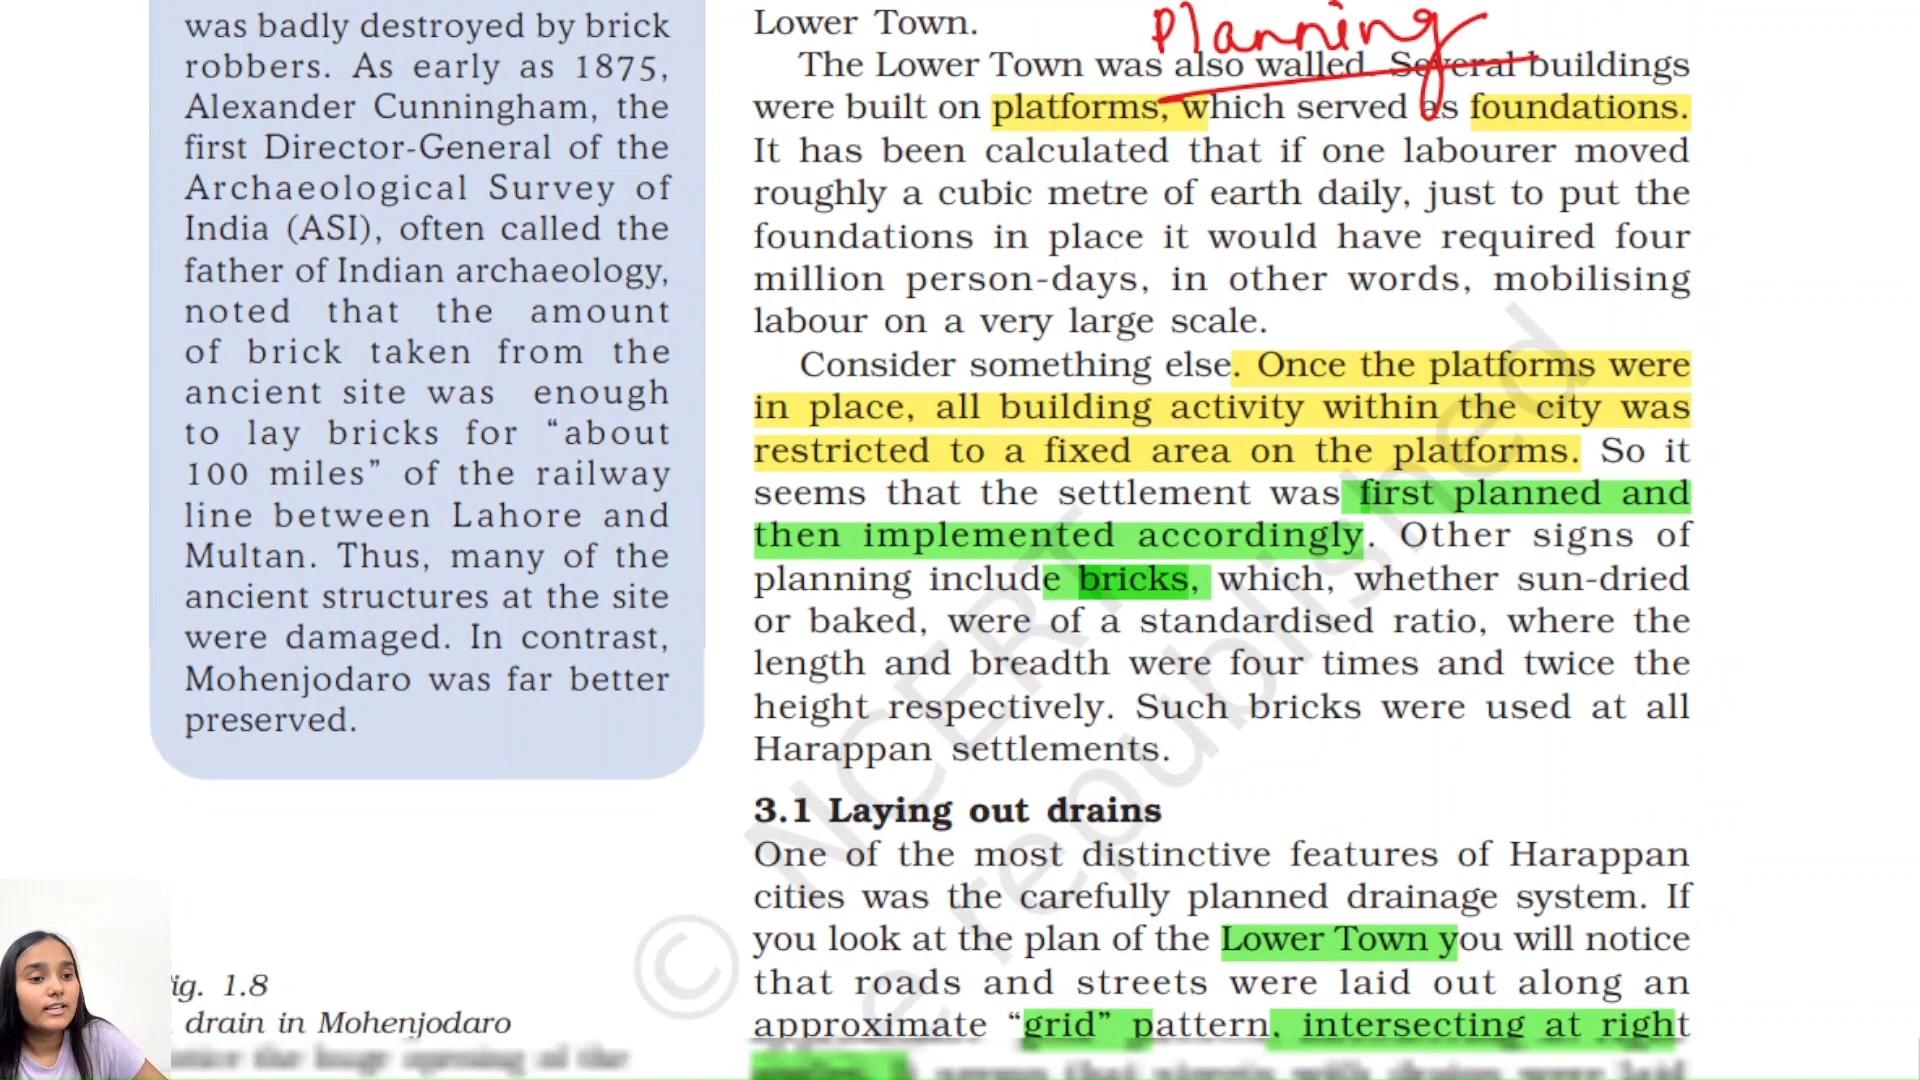 was badly destroyed by brick
robbers. As early as 1875,
Alexander Cunningham, the
first Director-General of the
Archaeological Survey of
India (ASI), often called the
father of Indian archaeology,
noted that the amount
of brick taken from the
ancient site was enough
to lay bricks for “about
100 miles” of the railway
line between Lahore and
Multan. Thus, many of the
ancient structures at the site
were damaged. In contrast,
Mohenjodaro was far better
preserved.
ig. 1.8
drain in Mohenjodaro
Lower Town.
Planning
The Lower Town was also walled. Several buildings
were built on platforms, which served as foundations.
It has been calculated that if one labourer moved
roughly a cubic metre of earth daily, just to put the
foundations in place it would have required four
million person-days, in other words, mobilising
labour on a very large scale.
Consider something else. Once the platforms were
in place, all building activity within the city was
restricted to a fixed area on the platforms. So it
seems that the settlement was first planned and
then implemented accordingly. Other signs of
planning include bricks, which, whether sun-dried
or baked, were of a standardised ratio, where the
length and breadth were four times and twice the
height respectively. Such bricks were used at all
Harappan settlements.
3.1 Laying out drains
One of the most distinctive features of Harappan
cities was the carefully planned drainage system. If
you look at the plan of the Lower Town you will notice
that roads and streets were laid out along an
approximate “grid” pattern, intersecting at right
© NCERT
republished